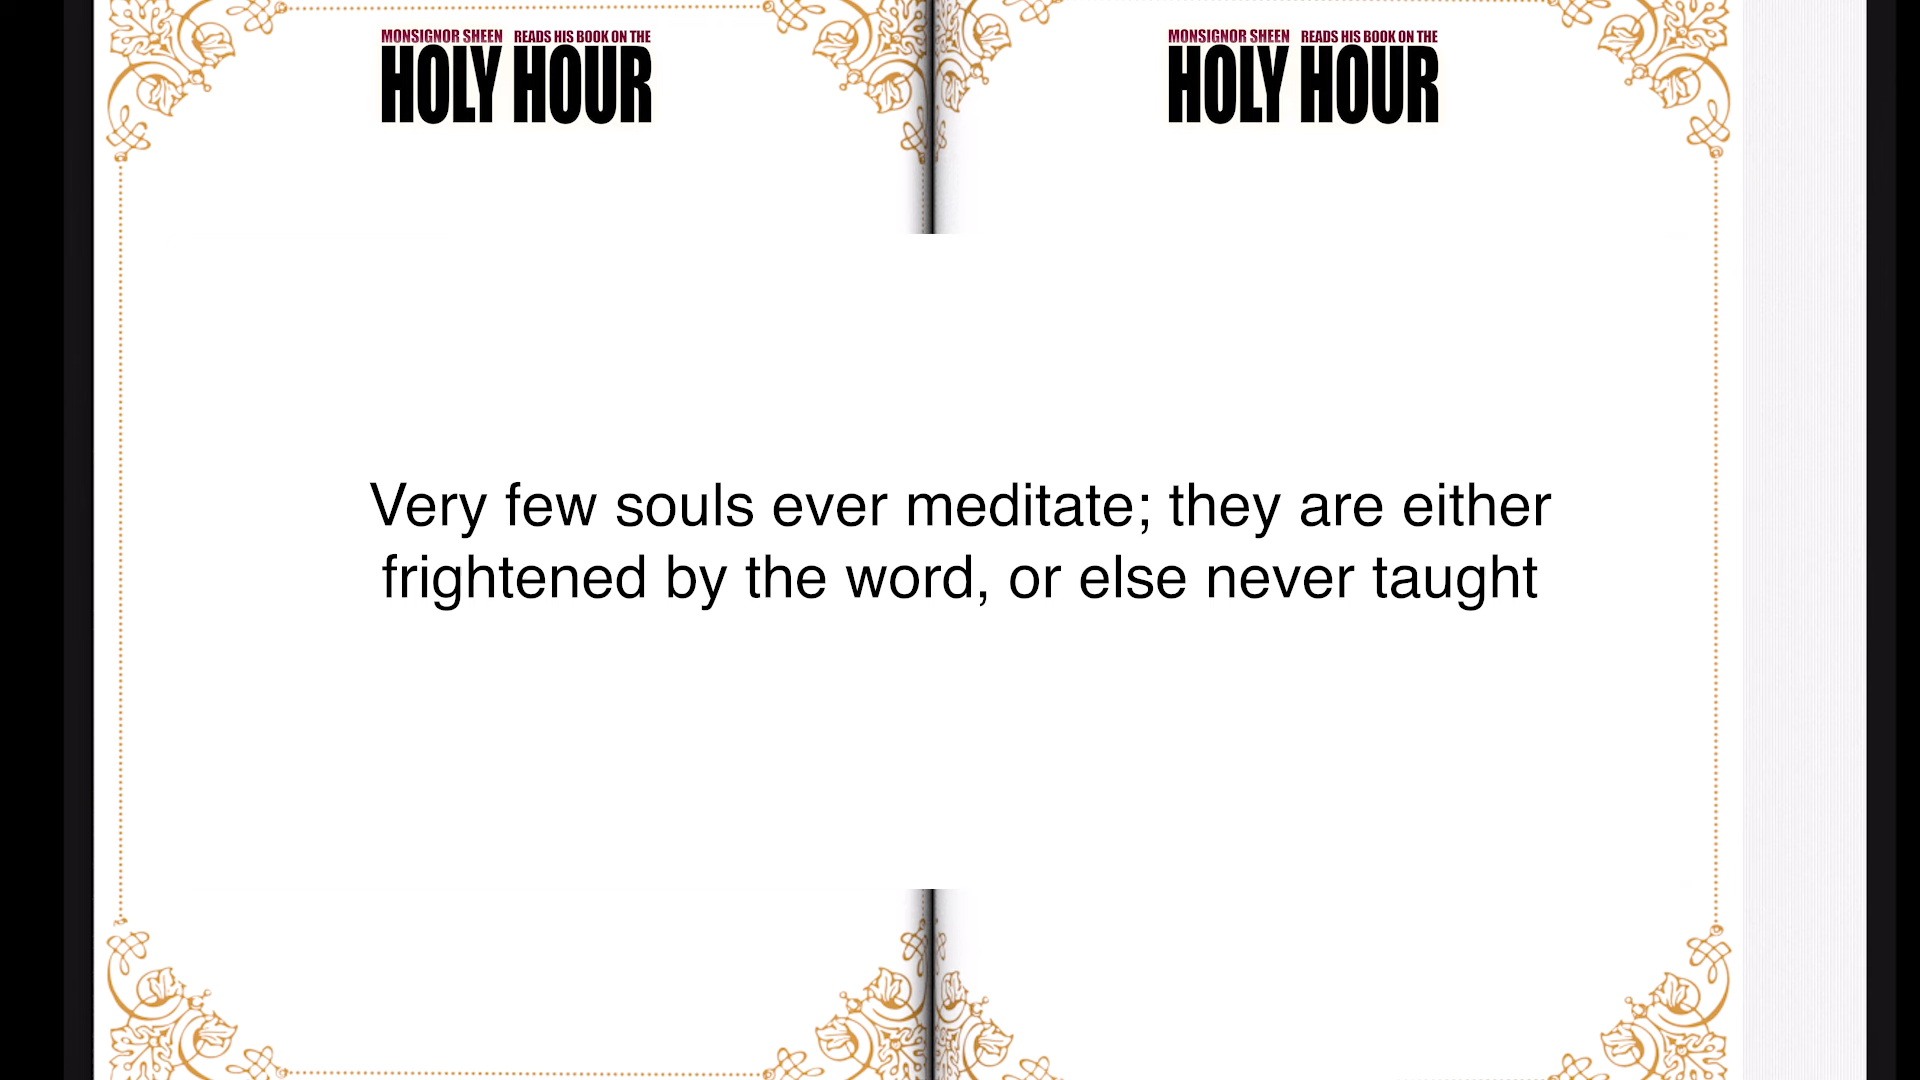 MONSIGNOR SHEEN READS HIS BOOK ON THE
HOLY HOUR
MONSIGNOR SHEEN READS HIS BOOK ON THE
HOLY HOUR
Very few souls ever meditate; they are either
frightened by the word, or else never taught